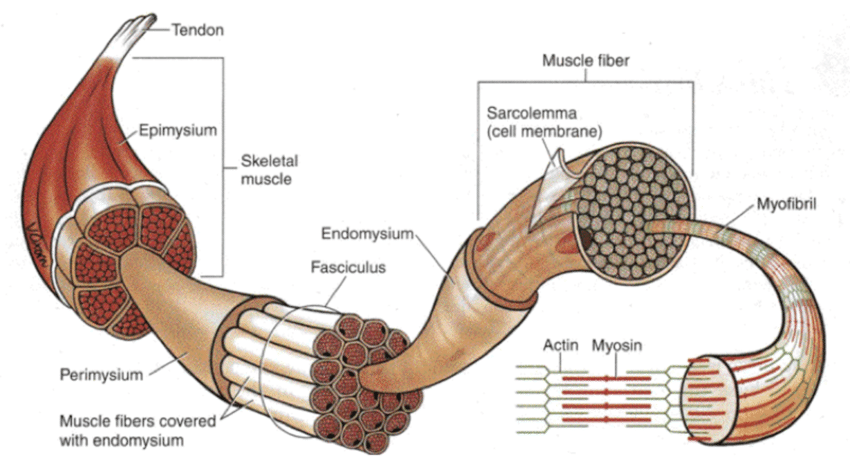 Tendon
Epimysium
Skeletal
muscle
Perimysium
Muscle fibers covered
with endomysium
Fasciculus
Endomysium
Muscle fiber
Sarcolemma
(cell membrane)
Myofibril
Actin
Myosin